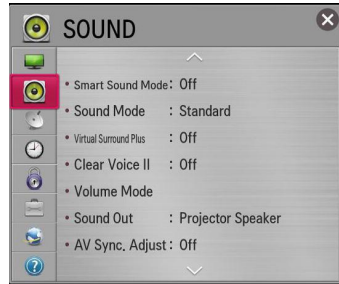 SOUND
• Smart Sound Mode: Off
• Sound Mode : Standard
• Virtual Surround Plus : Off
• Clear Voice II : Off
• Volume Mode
• Sound Out : Projector Speaker
• AV Sync. Adjust : Off